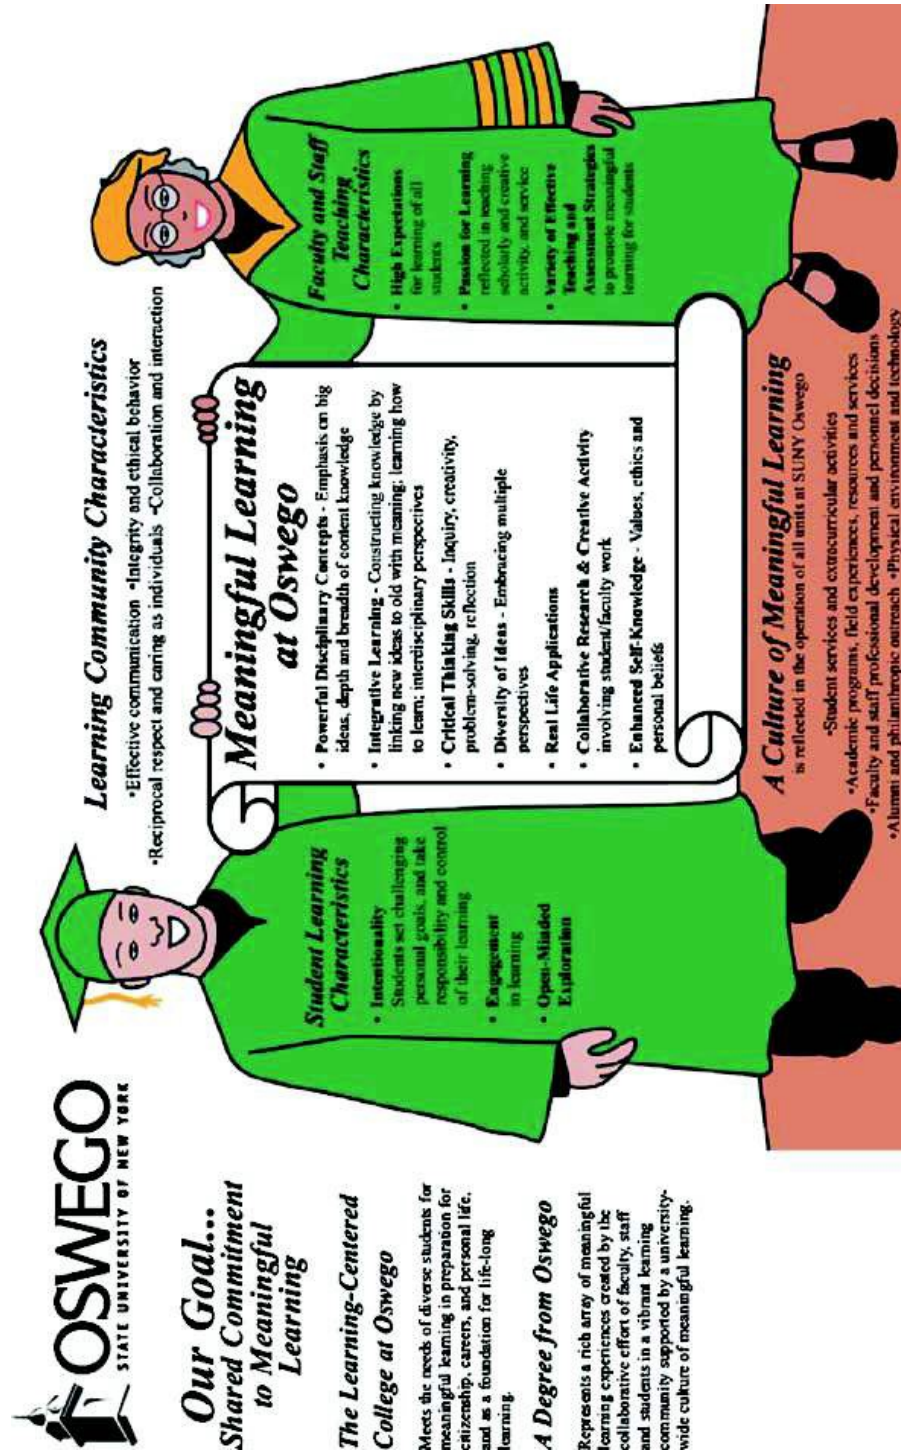 OSWEGO
STATE UNIVERSITY OF NEW YORK
Our Goal...
Shared Commitment
to Meaningful
Learning
The Learning-Centered
College at Oswego
Meets the needs of diverse students for
meaningful learning in preparation for
citizenship, careers, and personal life,
and as a foundation for life-long
learning.
A Degree from Oswego
Represents a rich array of meaningful
learning experiences created by the
collaborative effort of faculty, staff
and students in a vibrant learning
community supported by a university-
wide culture of meaningful learning.
Learning Community Characteristics
•Effective communication •Integrity and ethical behavior
•Reciprocal respect and caring as individuals -Collaboration and interaction
Student Learning
Characteristics
• Intentionality
Students set challenging
personal goals, and take
responsibility and control
of their learning
• Engagement
in learning
• Open-Minded
Exploration
Meaningful Learning
at Oswego
• Powerful Disciplinary Concepts - Emphasis on big
ideas, depth and breadth of content knowledge
• Integrative Learning - Constructing knowledge by
linking new ideas to old with meaning; learning how
to learn; interdisciplinary perspectives
• Critical Thinking Skills - Inquiry, creativity,
problem-solving, reflection
• Diversity of Ideas - Embracing multiple
perspectives
• Real Life Applications
• Collaborative Research & Creative Activity
involving student/faculty work
• Enhanced Self-Knowledge - Values, ethics and
personal beliefs
Faculty and Staff
Teaching
Characteristics
• High Expectations
for learning of all
students
• Passion for Learning
reflected in teaching
scholarly and creative
activity, and service
• Variety of Effective
Teaching and
Assessment Strategies
to promote meaningful
learning for students
A Culture of Meaningful Learning
is reflected in the operation of all units at SUNY Oswego
•Student services and extracurricular activities
•Academic programs, field experiences, resources and services
•Faculty and staff professional development and personnel decisions
•Alumni and philanthropic outreach •Physical environment and technology